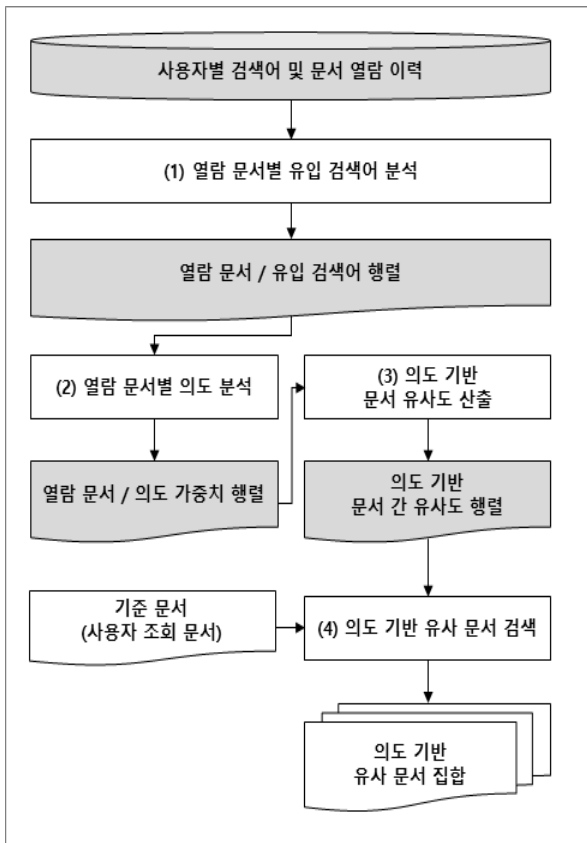 사용자별 검색어 및 문서 열람 이력
(1) 열람 문서별 유입 검색어 분석
열람 문서 / 유입 검색어 행렬
(2) 열람 문서별 의도 분석
(3) 의도 기반
문서 유사도 산출
열람 문서 / 의도 가중치 행렬
의도 기반
문서 간 유사도 행렬
기준 문서
(사용자 조회 문서)
(4) 의도 기반 유사 문서 검색
의도 기반
유사 문서 집합